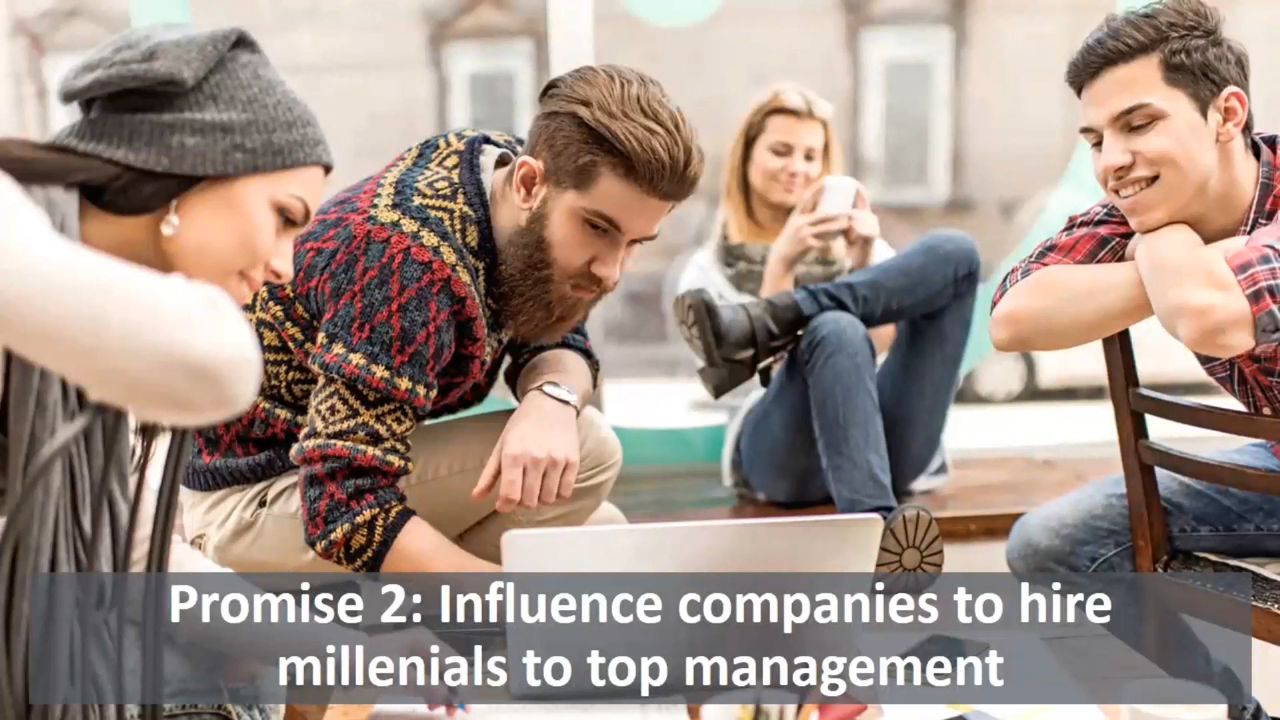 Promise 2: Influence companies to hire
millenials to top management